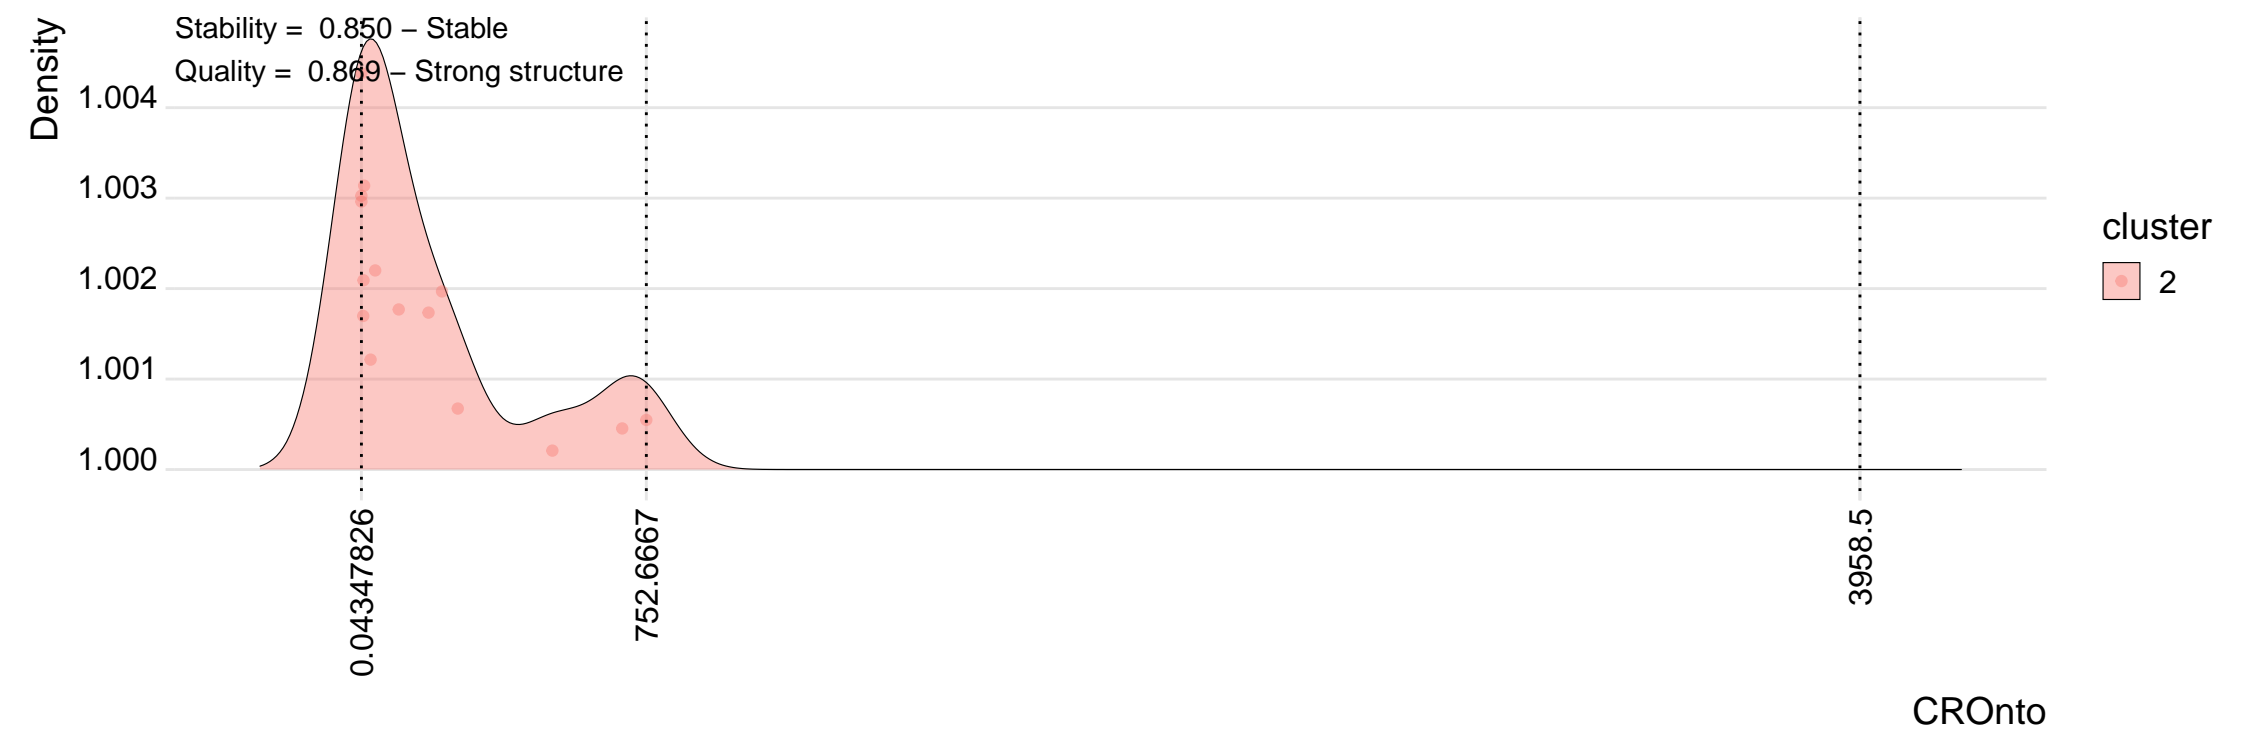 Stability =  0.850 − Stable
Quality =  0.869 − Strong structure
Density
1.004
1.003
1.002
1.001
1.000
0.04347826
752.6667
3958.5
CROnto
cluster
2